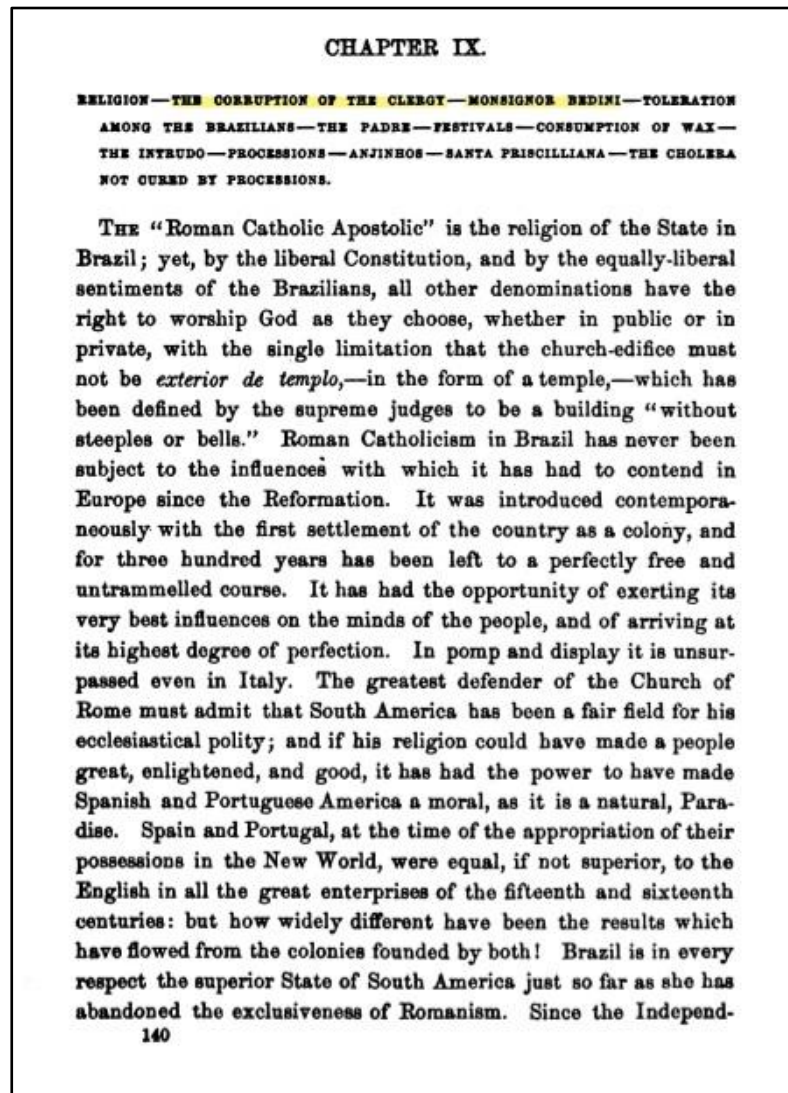 CHAPTER IX.
RELIGION—THE CORRUPTION OF THE CLERGY—MONSIGNOR BEDINI—TOLERATION
AMONG THE BRAZILIANS—THE PADRE—FESTIVALS—CONSUMPTION OF WAX—
THE INTRUDO—PROCESSIONS—ANJINHOS—SANTA PRISCILLIANA—THE CHOLERA
NOT CURED BY PROCESSIONS.
THE “Roman Catholic Apostolic” is the religion of the State in
Brazil; yet, by the liberal Constitution, and by the equally-liberal
sentiments of the Brazilians, all other denominations have the
right to worship God as they choose, whether in public or in
private, with the single limitation that the church-edifice must
not be exterior de templo,—in the form of a temple,—which has
been defined by the supreme judges to be a building “without
steeples or bells.” Roman Catholicism in Brazil has never been
subject to the influences with which it has had to contend in
Europe since the Reformation. It was introduced contempora-
neously with the first settlement of the country as a colony, and
for three hundred years has been left to a perfectly free and
untrammelled course. It has had the opportunity of exerting its
very best influences on the minds of the people, and of arriving at
its highest degree of perfection. In pomp and display it is unsur-
passed even in Italy. The greatest defender of the Church of
Rome must admit that South America has been a fair field for his
ecclesiastical polity; and if his religion could have made a people
great, enlightened, and good, it has had the power to have made
Spanish and Portuguese America a moral, as it is a natural, Para-
dise. Spain and Portugal, at the time of the appropriation of their
possessions in the New World, were equal, if not superior, to the
English in all the great enterprises of the fifteenth and sixteenth
centuries: but how widely different have been the results which
have flowed from the colonies founded by both! Brazil is in every
respect the superior State of South America just so far as she has
abandoned the exclusiveness of Romanism. Since the Independ-
140